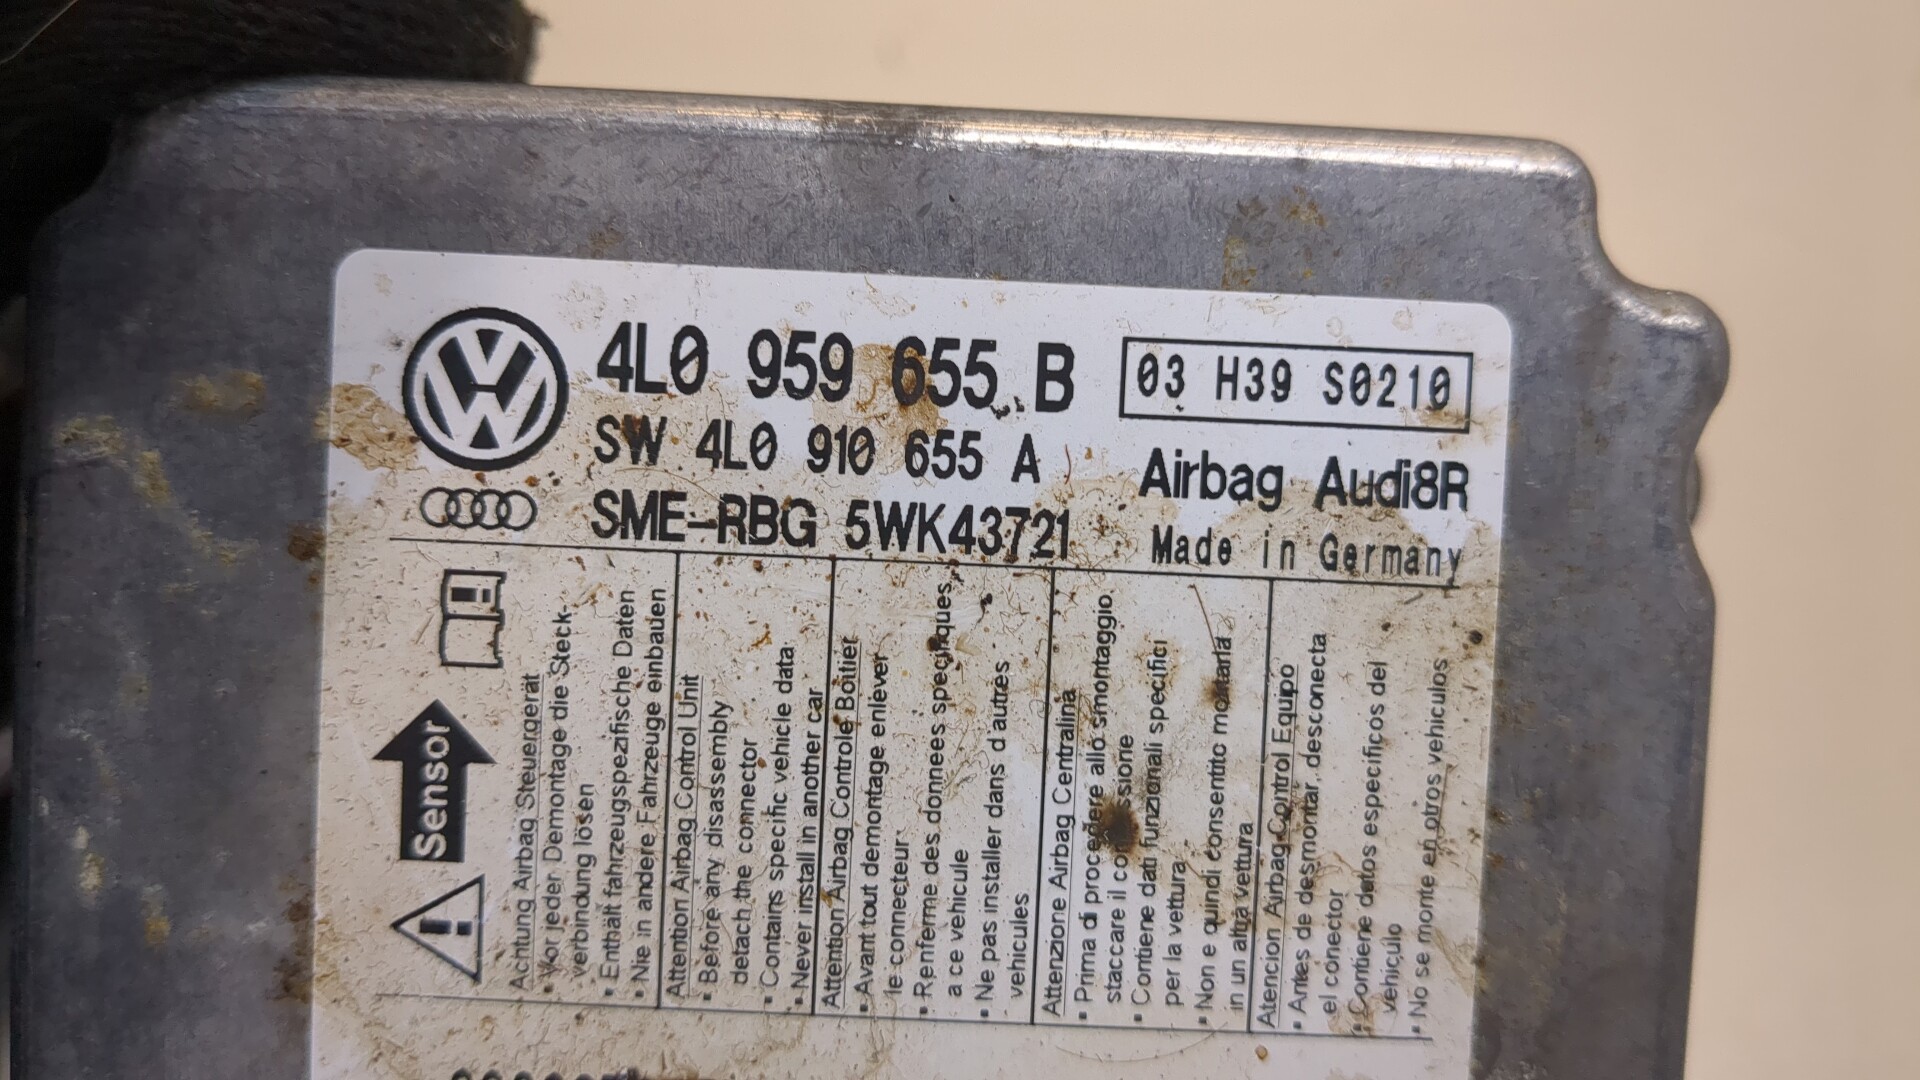 4L0 959 655 B
03 H39 S0210
SW 4L0 910 655 A
Airbag Audi8R
SME-RBG 5WK43721
Made in Germany
Sensor
Achtung Airbag Steuergerät
• Vor jeder Demontage die Steck-
verbindung lösen
• Enthält fahrzeugspezifische Daten
• Nie in andere Fahrzeuge einbauen
Attention Airbag Control Unit
• Before any disassembly
detach the connector
• Contains specific vehicle data
• Never install in another car
Attention Airbag Controle Boitier
• Avant tout demontage enlever
le connecteur
• Renferme des donnees specifiques
a ce vehicule
• Ne pas installer dans d autres
vehicules
Attenzione Airbag Centralina
• Prima di procedere allo smontaggio
staccare il
• Contiene dati funzionali specifici
per la vettura
• Non e quindi consentito montarla
in un altra vettura
Atencion Airbag Control Equipo
• Antes de desmontar, desconecta
el conector
• Contiene datos especificos del
vehiculo
• No se monte en otros vehiculos